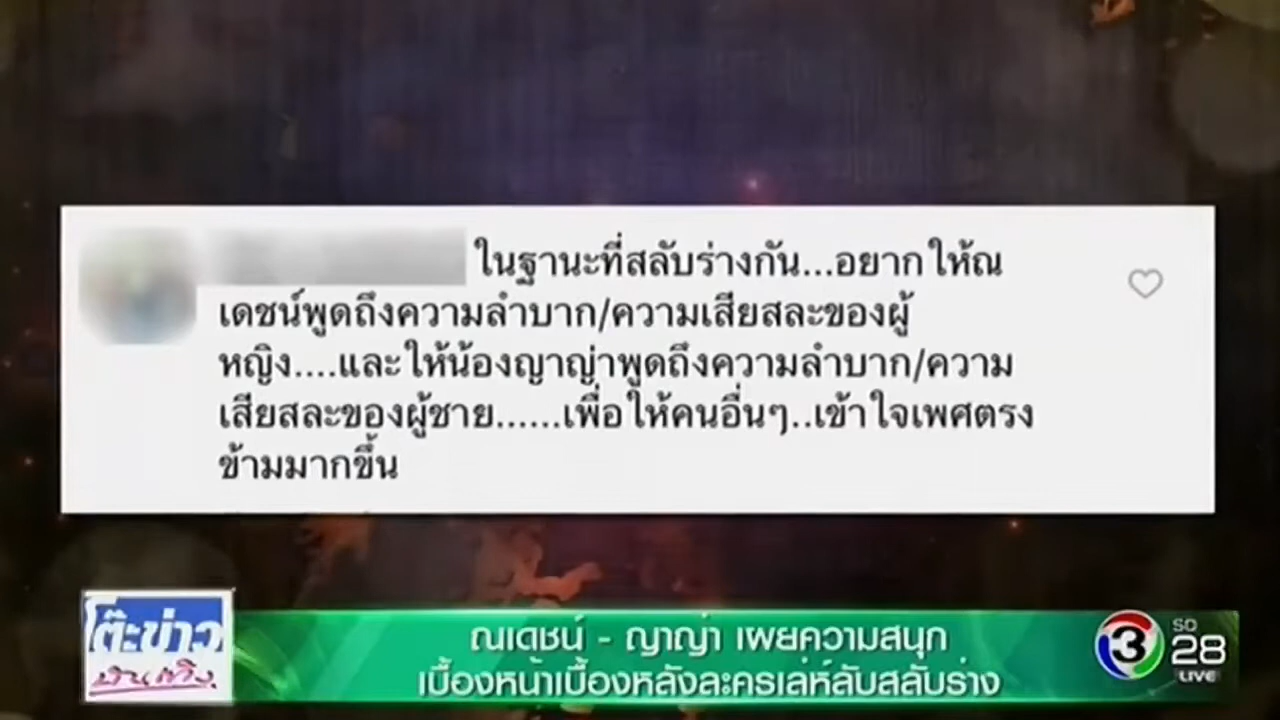 ในฐานะที่สลับร่างกัน...อยากให้ณ
เดชน์พูดถึงความลำบาก/ความเสียสละของผู้
หญิง....และให้น้องญาญ่าพูดถึงความลำบาก/ความ
เสียสละของผู้ชาย......เพื่อให้คนอื่นๆ..เข้าใจเพศตรง
ข้ามมากขึ้น
โต๊ะข่าว
บันเทิง
ณเดชน์ - ญาญ่า เผยความสนุก
เบื้องหน้าเบื้องหลังละครเล่ห์ลับสลับร่าง
3
SD
28
LIVE